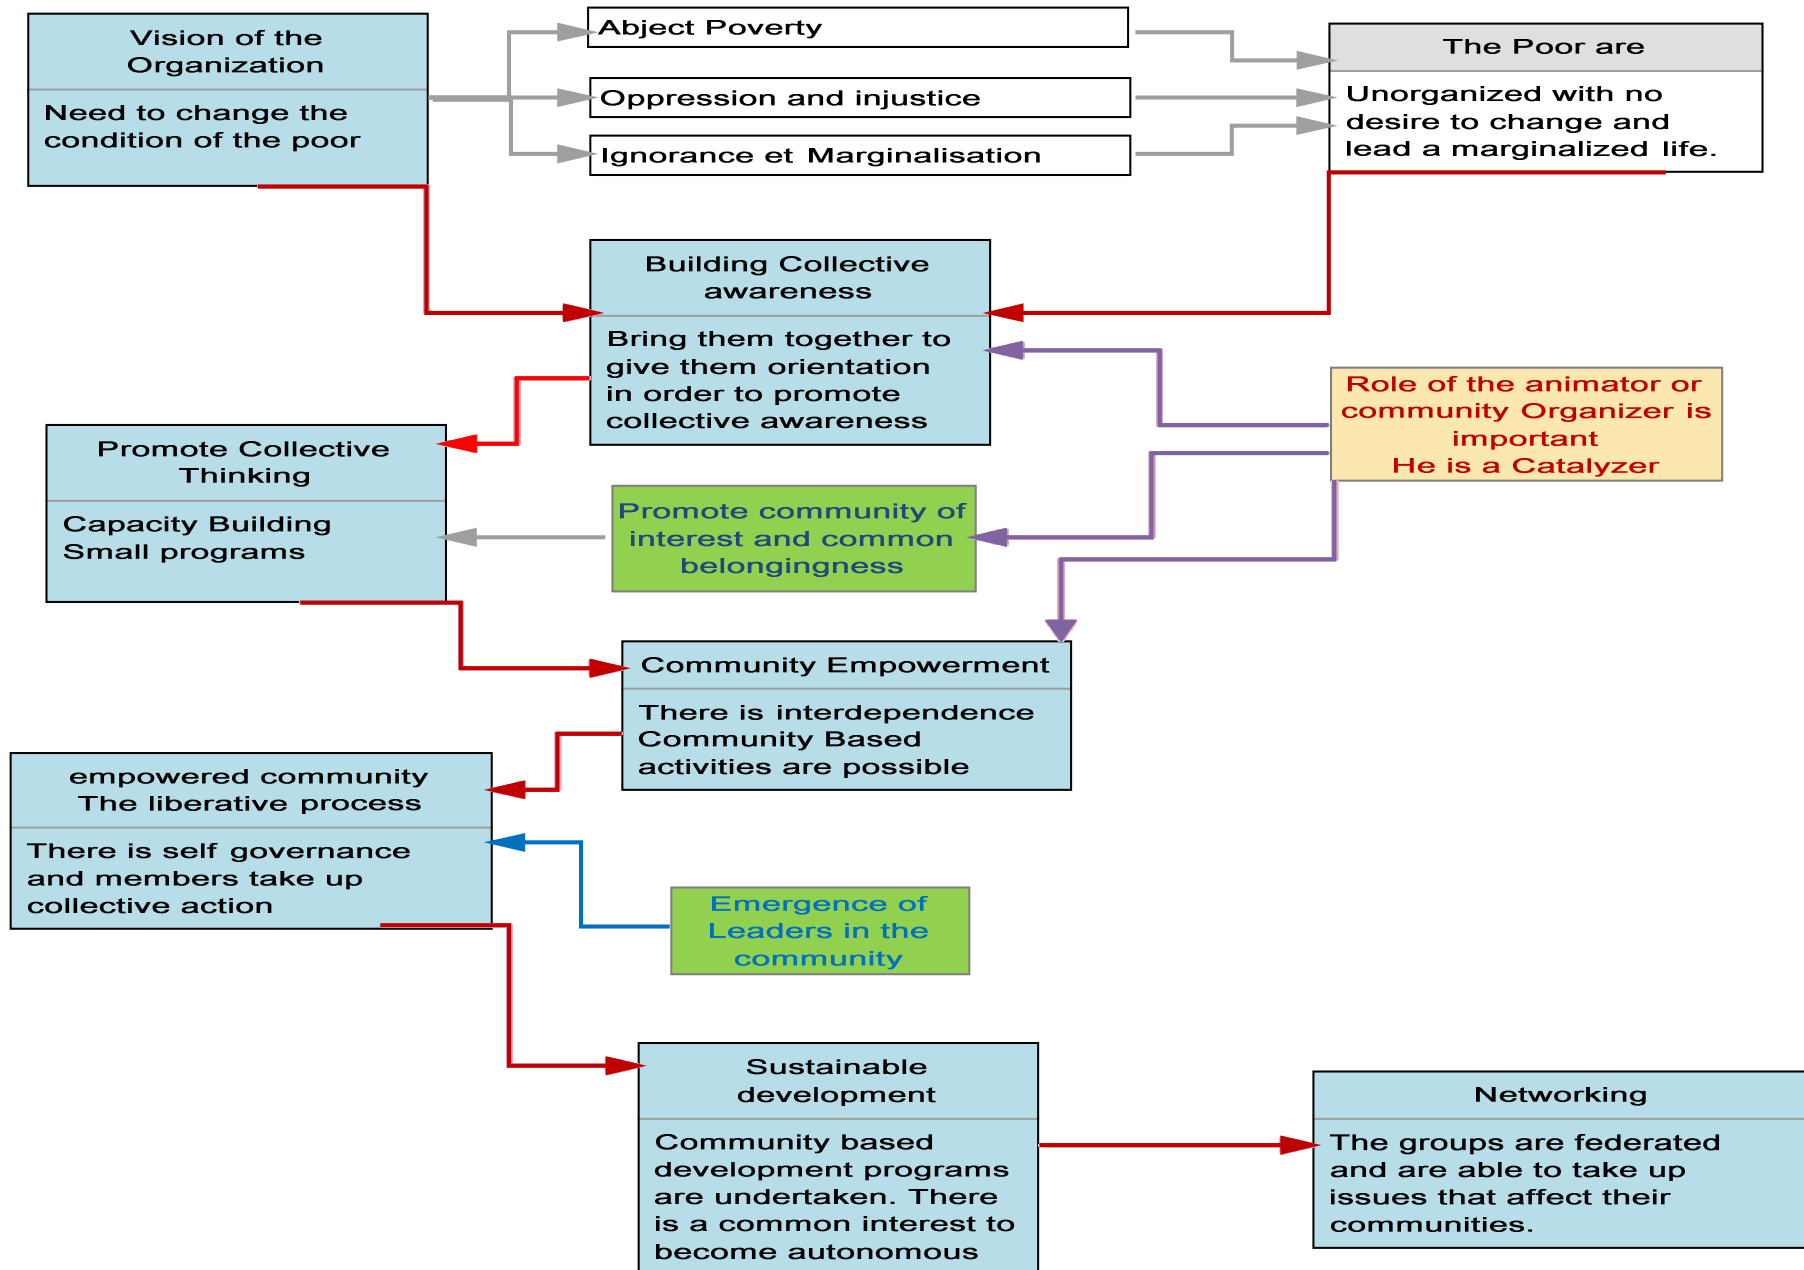 Vision of the
Organization
Need to change the
condition of the poor
Abject Poverty
Oppression and injustice
Ignorance et Marginalisation
The Poor are
Unorganized with no
desire to change and
lead a marginalized life.
Building Collective
awareness
Bring them together to
give them orientation
in order to promote
collective awareness
Role of the animator or
community Organizer is
important
He is a Catalyzer
Promote Collective
Thinking
Capacity Building
Small programs
Promote community of
interest and common
belongingness
Community Empowerment
There is interdependence
Community Based
activities are possible
empowered community
The liberative process
There is self governance
and members take up
collective action
Emergence of
Leaders in the
community
Sustainable
development
Community based
development programs
are undertaken. There
is a common interest to
become autonomous
Networking
The groups are federated
and are able to take up
issues that affect their
communities.